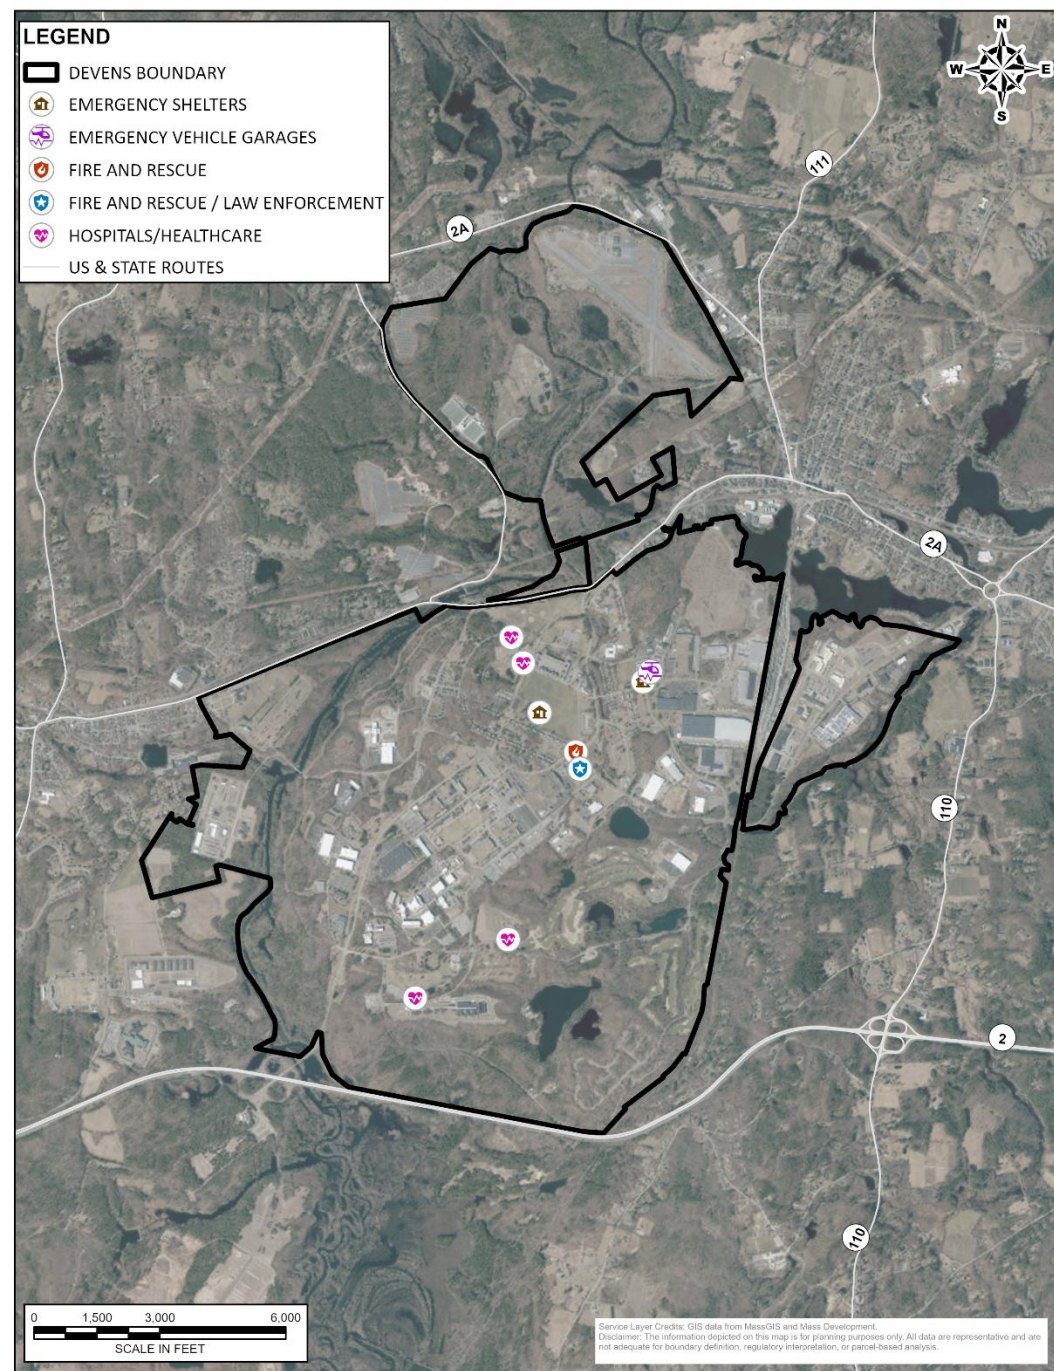 LEGEND
DEVENS BOUNDARY
EMERGENCY SHELTERS
EMERGENCY VEHICLE GARAGES
FIRE AND RESCUE
FIRE AND RESCUE / LAW ENFORCEMENT
HOSPITALS/HEALTHCARE
US & STATE ROUTES
N
W E
S
111
2A
2A
110
2
110
0 1,500 3,000 6,000
SCALE IN FEET
Service Layer Credits: GIS data from MassGIS and Mass Development.
Disclaimer: The information depicted on this map is for planning purposes only. All data are representative and are
not adequate for boundary definition, regulatory interpretation, or parcel-based analysis.